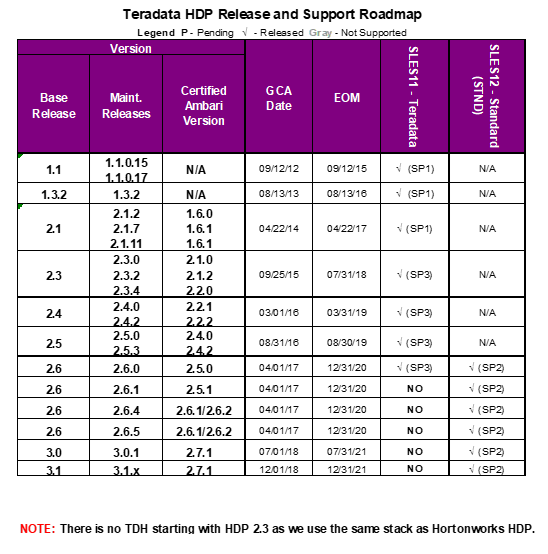 Teradata HDP Release and Support Roadmap
Legend P - Pending √ - Released Gray - Not Supported
Version
Base Release
Maint. Releases
Certified Ambari Version
GCA Date
EOM
SLES11 - Teradata
SLES12 - Standard (STND)
1.1 1.1.0.15 1.1.0.17 N/A 09/12/12 09/12/15 √ (SP1) N/A
1.3.2 1.3.2 N/A 08/13/13 08/13/16 √ (SP1) N/A
2.1 2.1.2 2.1.7 2.1.11 1.6.0 1.6.1 1.6.1 04/22/14 04/22/17 √ (SP1) N/A
2.3 2.3.0 2.3.2 2.3.4 2.1.0 2.1.2 2.2.0 09/25/15 07/31/18 √ (SP3) N/A
2.4 2.4.0 2.4.2 2.2.1 2.2.2 03/01/16 03/31/19 √ (SP3) N/A
2.5 2.5.0 2.5.3 2.4.0 2.4.2 08/31/16 08/30/19 √ (SP3) N/A
2.6 2.6.0 2.5.0 04/01/17 12/31/20 √ (SP3) √ (SP2)
2.6 2.6.1 2.5.1 04/01/17 12/31/20 NO √ (SP2)
2.6 2.6.4 2.6.1/2.6.2 04/01/17 12/31/20 NO √ (SP2)
2.6 2.6.5 2.6.1/2.6.2 04/01/17 12/31/20 NO √ (SP2)
3.0 3.0.1 2.7.1 07/01/18 07/31/21 NO √ (SP2)
3.1 3.1.x 2.7.1 12/01/18 12/31/21 NO √ (SP2)
NOTE: There is no TDH starting with HDP 2.3 as we use the same stack as Hortonworks HDP.